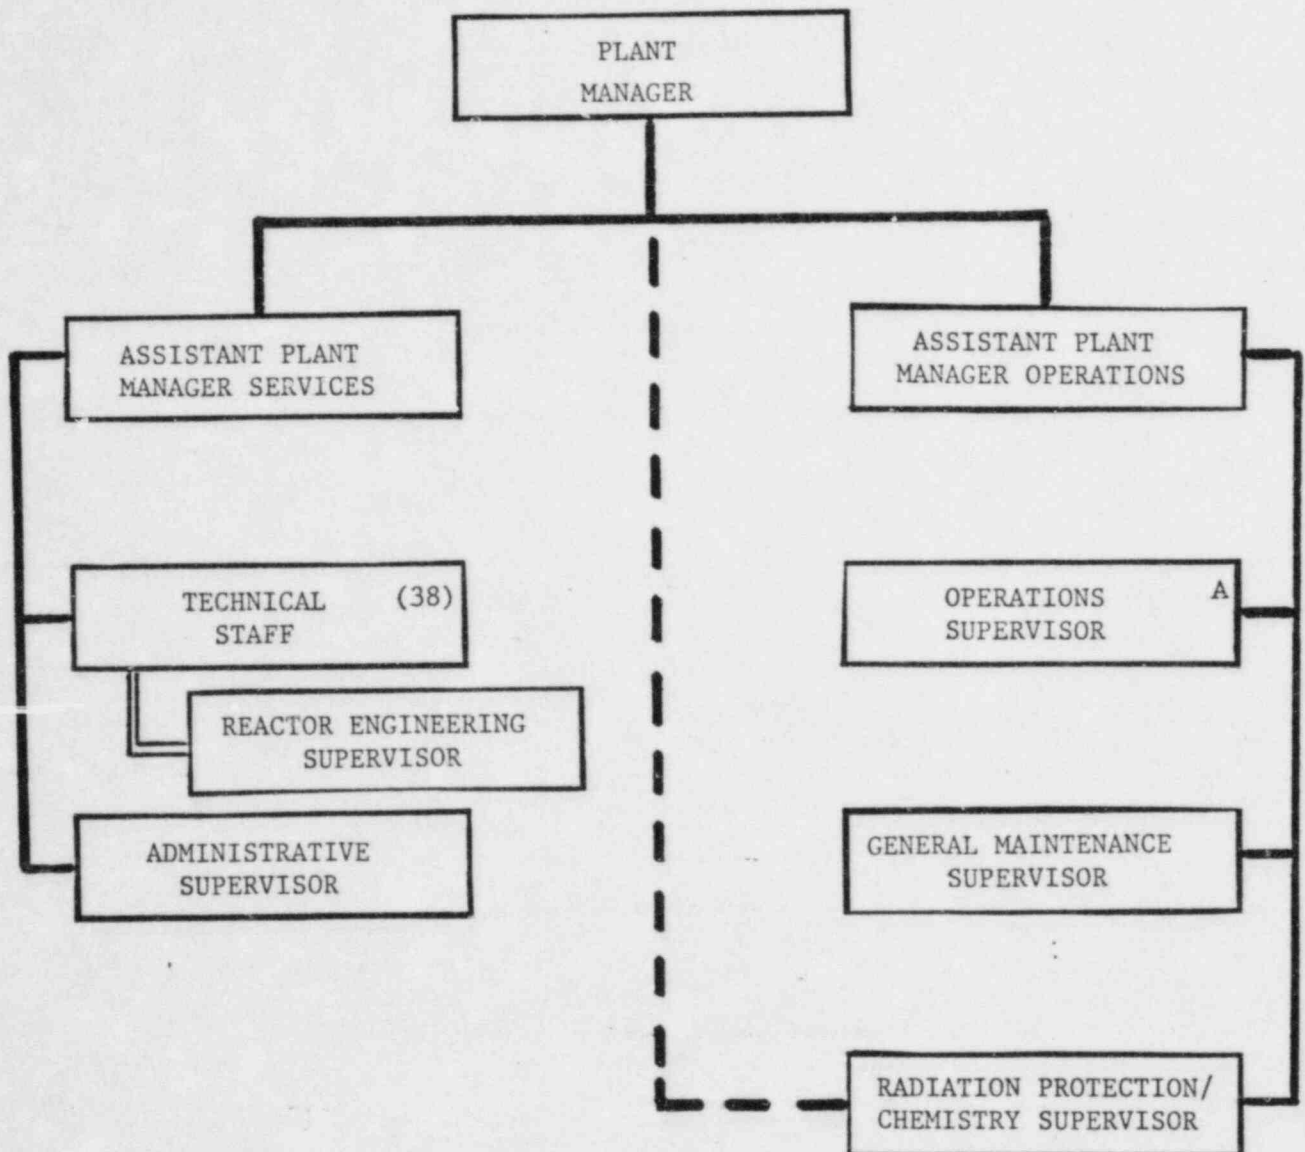 PLANT
MANAGER
ASSISTANT PLANT
MANAGER SERVICES
ASSISTANT PLANT
MANAGER OPERATIONS
TECHNICAL (38)
STAFF
OPERATIONS A
SUPERVISOR
REACTOR ENGINEERING
SUPERVISOR
ADMINISTRATIVE
SUPERVISOR
GENERAL MAINTENANCE
SUPERVISOR
RADIATION PROTECTION/
CHEMISTRY SUPERVISOR